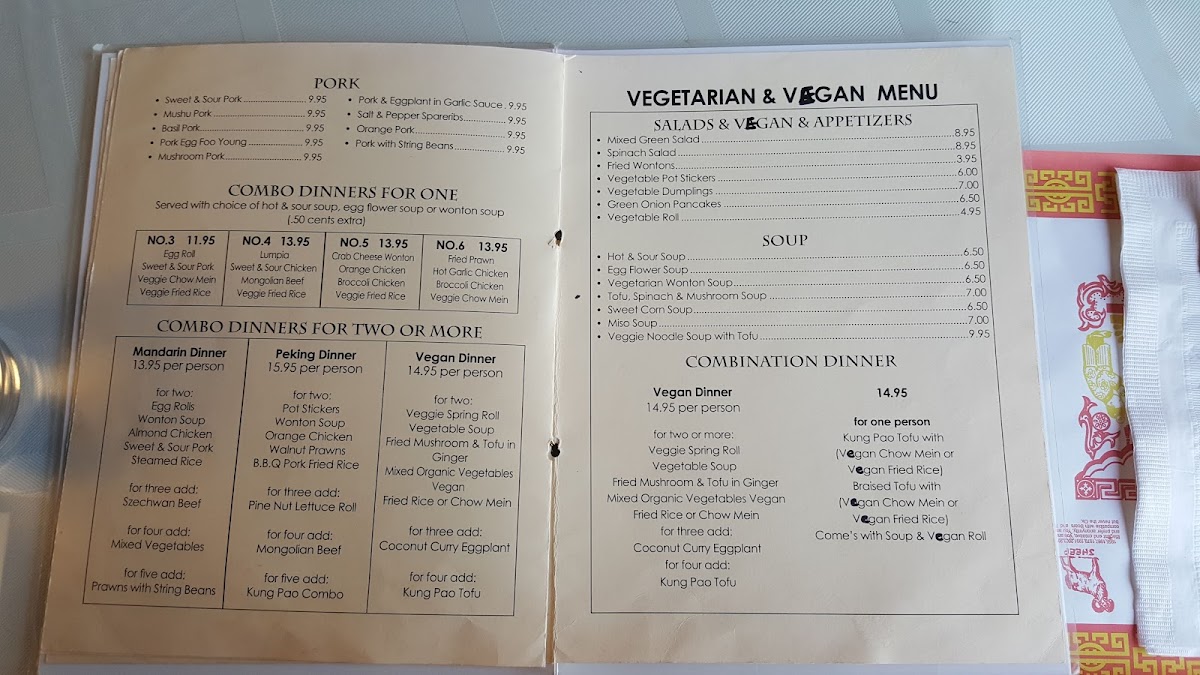 PORK
• Sweet & Sour Pork 9.95
• Mushu Pork 9.95
• Basil Pork 9.95
• Pork Egg Foo Young 9.95
• Mushroom Pork 9.95
• Pork & Eggplant in Garlic Sauce 9.95
• Salt & Pepper Spareribs 9.95
• Orange Pork 9.95
• Pork with String Beans 9.95
COMBO DINNERS FOR ONE
Served with choice of hot & sour soup, egg flower soup or wonton soup
(.50 cents extra)
NO.3 11.95
Egg Roll
Sweet & Sour Pork
Veggie Chow Mein
Veggie Fried Rice
NO.4 13.95
Lumpia
Sweet & Sour Chicken
Mongolian Beef
Veggie Fried Rice
NO.5 13.95
Crab Cheese Wonton
Orange Chicken
Broccoli Chicken
Veggie Fried Rice
NO.6 13.95
Fried Prawn
Hot Garlic Chicken
Broccoli Chicken
Veggie Chow Mein
COMBO DINNERS FOR TWO OR MORE
Mandarin Dinner
13.95 per person
for two:
Egg Rolls
Wonton Soup
Almond Chicken
Sweet & Sour Pork
Steamed Rice
for three add:
Szechwan Beef
for four add:
Mixed Vegetables
for five add:
Prawns with String Beans
Peking Dinner
15.95 per person
for two:
Pot Stickers
Wonton Soup
Orange Chicken
Walnut Prawns
B.B.Q Pork Fried Rice
for three add:
Pine Nut Lettuce Roll
for four add:
Mongolian Beef
for five add:
Kung Pao Combo
Vegan Dinner
14.95 per person
for two:
Veggie Spring Roll
Vegetable Soup
Fried Mushroom & Tofu in
Ginger
Mixed Organic Vegetables
Vegan
Fried Rice or Chow Mein
for three add:
Coconut Curry Eggplant
for four add:
Kung Pao Tofu
VEGETARIAN & VEGAN MENU
SALADS & VEGAN & APPETIZERS
• Mixed Green Salad 8.95
• Spinach Salad 8.95
• Fried Wontons 3.95
• Vegetable Pot Stickers 6.00
• Vegetable Dumplings 7.00
• Green Onion Pancakes 6.50
• Vegetable Roll 4.95
SOUP
• Hot & Sour Soup 6.50
• Egg Flower Soup 6.50
• Vegetarian Wonton Soup 6.50
• Tofu, Spinach & Mushroom Soup 7.00
• Sweet Corn Soup 6.50
• Miso Soup 7.00
• Veggie Noodle Soup with Tofu 9.95
COMBINATION DINNER
Vegan Dinner
14.95 per person
for two or more:
Veggie Spring Roll
Vegetable Soup
Fried Mushroom & Tofu in Ginger
Mixed Organic Vegetables Vegan
Fried Rice or Chow Mein
for three add:
Coconut Curry Eggplant
for four add:
Kung Pao Tofu
14.95
for one person
Kung Pao Tofu with
(Vegan Chow Mein or
Vegan Fried Rice)
Braised Tofu with
(Vegan Chow Mein or
Vegan Fried Rice)
Come's with Soup & Vegan Roll
SHEEP